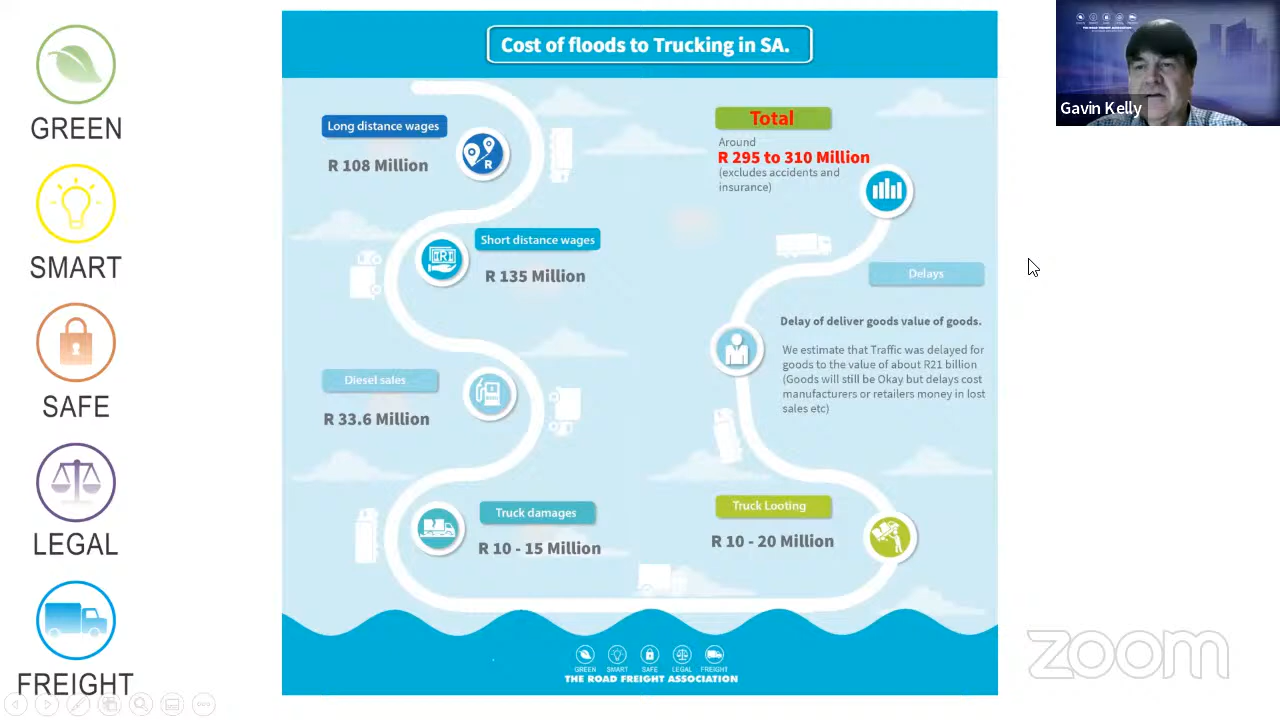 GREEN
SMART
SAFE
LEGAL
FREIGHT
Cost of floods to Trucking in SA.
Long distance wages
R 108 Million
R
Short distance wages
R 135 Million
Diesel sales
R 33.6 Million
Truck damages
R 10 - 15 Million
Total
Around
R 295 to 310 Million
(excludes accidents and
insurance)
Delays
Delay of deliver goods value of goods.
We estimate that Traffic was delayed for
goods to the value of about R21 billion
(Goods will still be Okay but delays cost
manufacturers or retailers money in lost
sales etc)
Truck Looting
R 10 - 20 Million
GREEN SMART SAFE LEGAL FREIGHT
THE ROAD FREIGHT ASSOCIATION
THE ROAD FREIGHT ASSOCIATION
Gavin Kelly
zoom